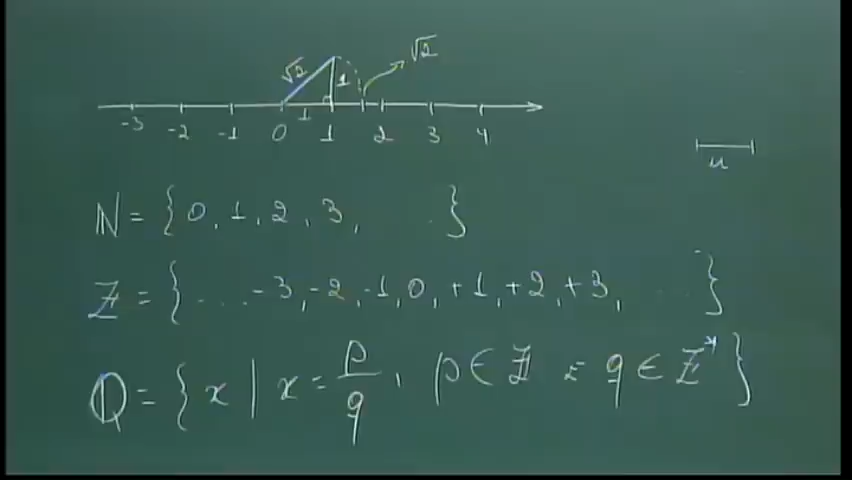 √2 1 √2
1
-3 -2 -1 0 1 2 3 4
u
ℕ = { 0, 1, 2, 3, . }
ℤ = { ....-3, -2, -1, 0, +1, +2, +3, ... }
ℚ = { x | x = p/q, p ∈ ℤ e q ∈ ℤ* }